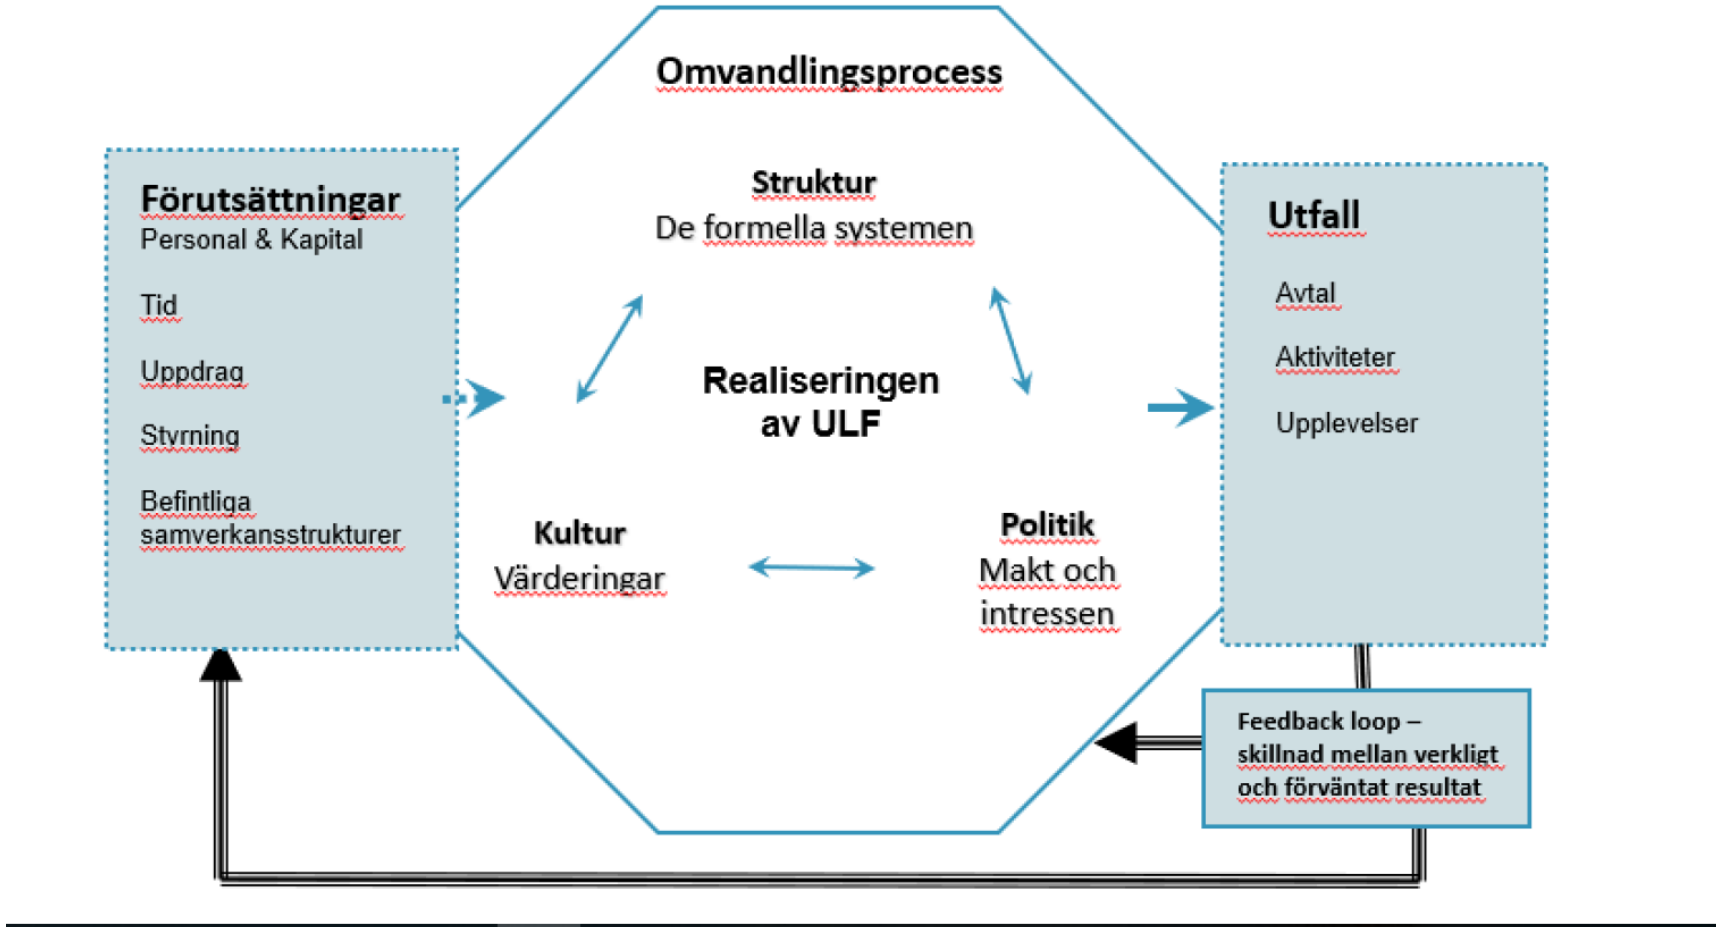 Omvandlingsprocess
Förutsättningar
Personal & Kapital
Tid
Uppdrag
Styrning
Befintliga
samverkansstrukturer
Struktur
De formella systemen
Realiseringen
av ULF
Kultur
Värderingar
Politik
Makt och
intressen
Utfall
Avtal
Aktiviteter
Upplevelser
Feedback loop –
skillnad mellan verkligt
och förväntat resultat